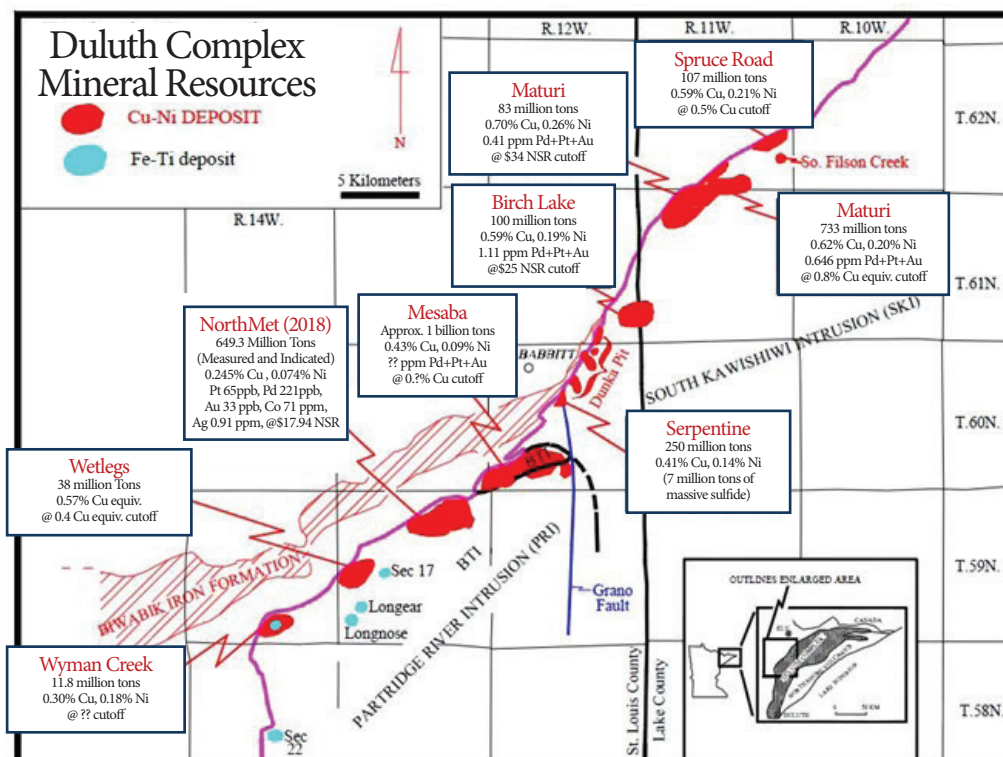 Duluth Complex
Mineral Resources
Cu-Ni DEPOSIT
Fe-Ti deposit
N
5 Kilometers
R.14W.
R.12W.
R.11W.
R.10W.
T.62N.
T.61N.
T.60N.
T.59N.
T.58N.
Spruce Road
107 million tons
0.59% Cu, 0.21% Ni
@ 0.5% Cu cutoff
Maturi
83 million tons
0.70% Cu, 0.26% Ni
0.41 ppm Pd+Pt+Au
@ $34 NSR cutoff
So. Filson Creek
Birch Lake
100 million tons
0.59% Cu, 0.19% Ni
1.11 ppm Pd+Pt+Au
@$25 NSR cutoff
Maturi
733 million tons
0.62% Cu, 0.20% Ni
0.646 ppm Pd+Pt+Au
@ 0.8% Cu equiv. cutoff
Mesaba
Approx. 1 billion tons
0.43% Cu, 0.09% Ni
?? ppm Pd+Pt+Au
@ 0.?% Cu cutoff
NorthMet (2018)
649.3 Million Tons
(Measured and Indicated)
0.245% Cu , 0.074% Ni
Pt 65ppb, Pd 221ppb,
Au 33 ppb, Co 71 ppm,
Ag 0.91 ppm, @$17.94 NSR
BABBITT
Dunka Pit
SOUTH KAWISHIWI INTRUSION (SKI)
Serpentine
250 million tons
0.41% Cu, 0.14% Ni
(7 million tons of
massive sulfide)
Wetlegs
38 million Tons
0.57% Cu equiv.
@ 0.4 Cu equiv. cutoff
BTI
BTI
BIWABIK IRON FORMATION
PARTRIDGE RIVER INTRUSION (PRI)
Sec 17
Longear
Longnose
Grano
Fault
Wyman Creek
11.8 million tons
0.30% Cu, 0.18% Ni
@ ?? cutoff
Sec
22
St. Louis County
Lake County
OUTLINES ENLARGED AREA
CANADA
ELY
LAKE SUPERIOR
DULUTH
0 50 KM